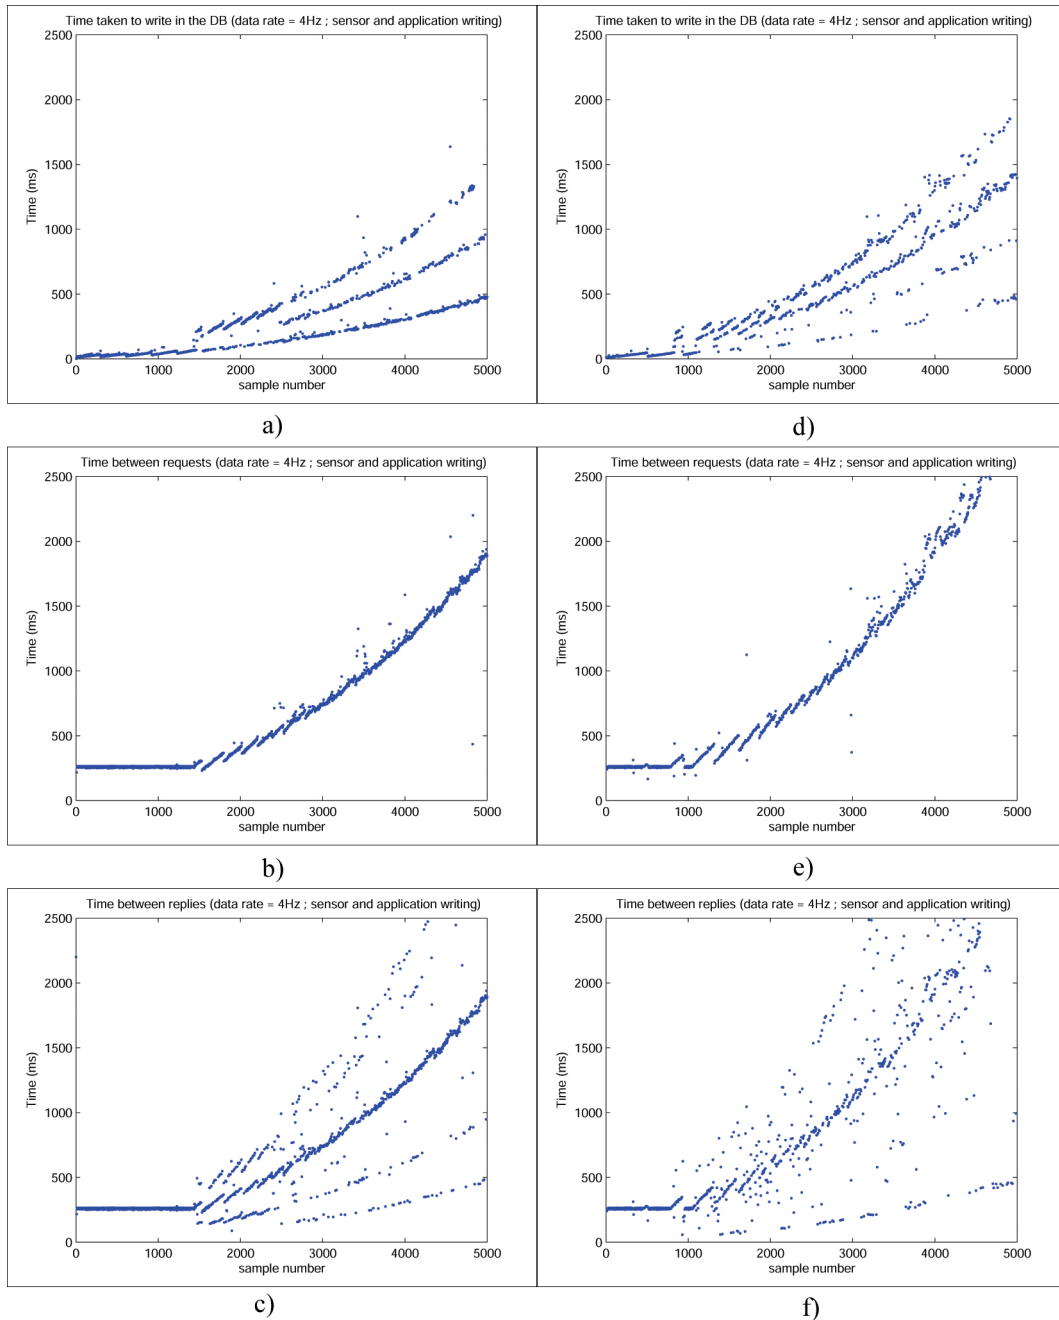 Time taken to write in the DB (data rate = 4Hz ; sensor and application writing)
2500
2000
1500
1000
500
0
Time (ms)
0 1000 2000 3000 4000 5000
sample number
a)
Time taken to write in the DB (data rate = 4Hz ; sensor and application writing)
2500
2000
1500
1000
500
0
Time (ms)
0 1000 2000 3000 4000 5000
sample number
d)
Time between requests (data rate = 4Hz ; sensor and application writing)
2500
2000
1500
1000
500
0
Time (ms)
0 1000 2000 3000 4000 5000
sample number
b)
Time between requests (data rate = 4Hz ; sensor and application writing)
2500
2000
1500
1000
500
0
Time (ms)
0 1000 2000 3000 4000 5000
sample number
e)
Time between replies (data rate = 4Hz ; sensor and application writing)
2500
2000
1500
1000
500
0
Time (ms)
0 1000 2000 3000 4000 5000
sample number
c)
Time between replies (data rate = 4Hz ; sensor and application writing)
2500
2000
1500
1000
500
0
Time (ms)
0 1000 2000 3000 4000 5000
sample number
f)